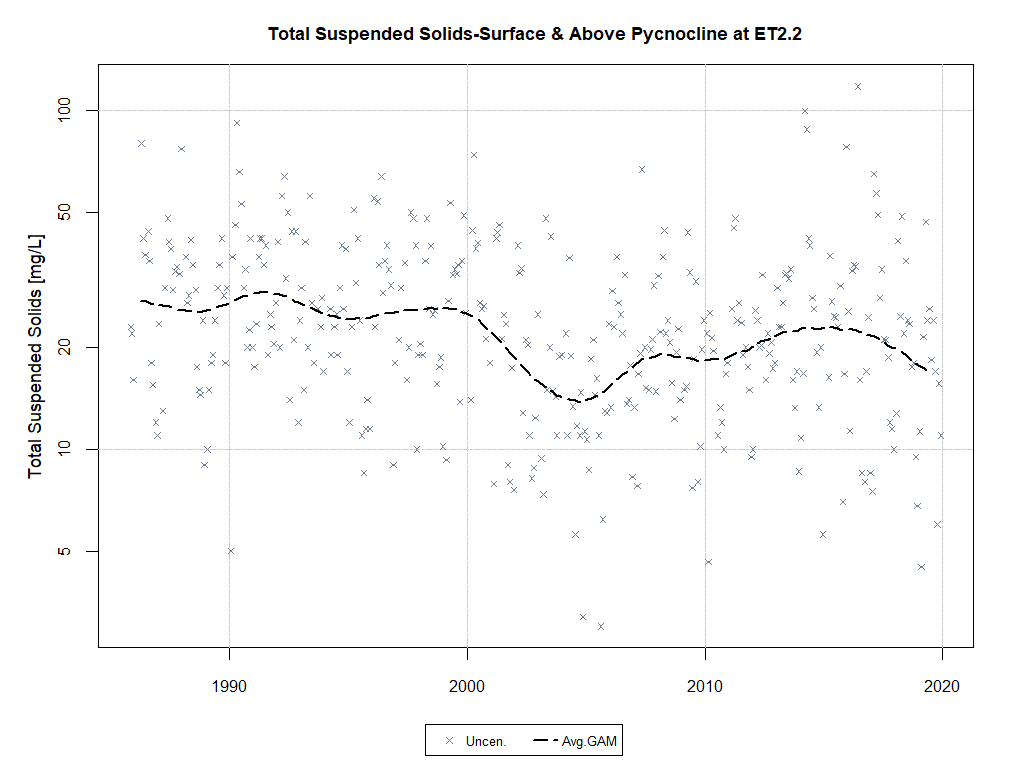 Total Suspended Solids-Surface & Above Pycnocline at ET2.2
Total Suspended Solids [mg/L]
100
50
20
10
5
1990
2000
2010
2020
Uncen.
Avg.GAM